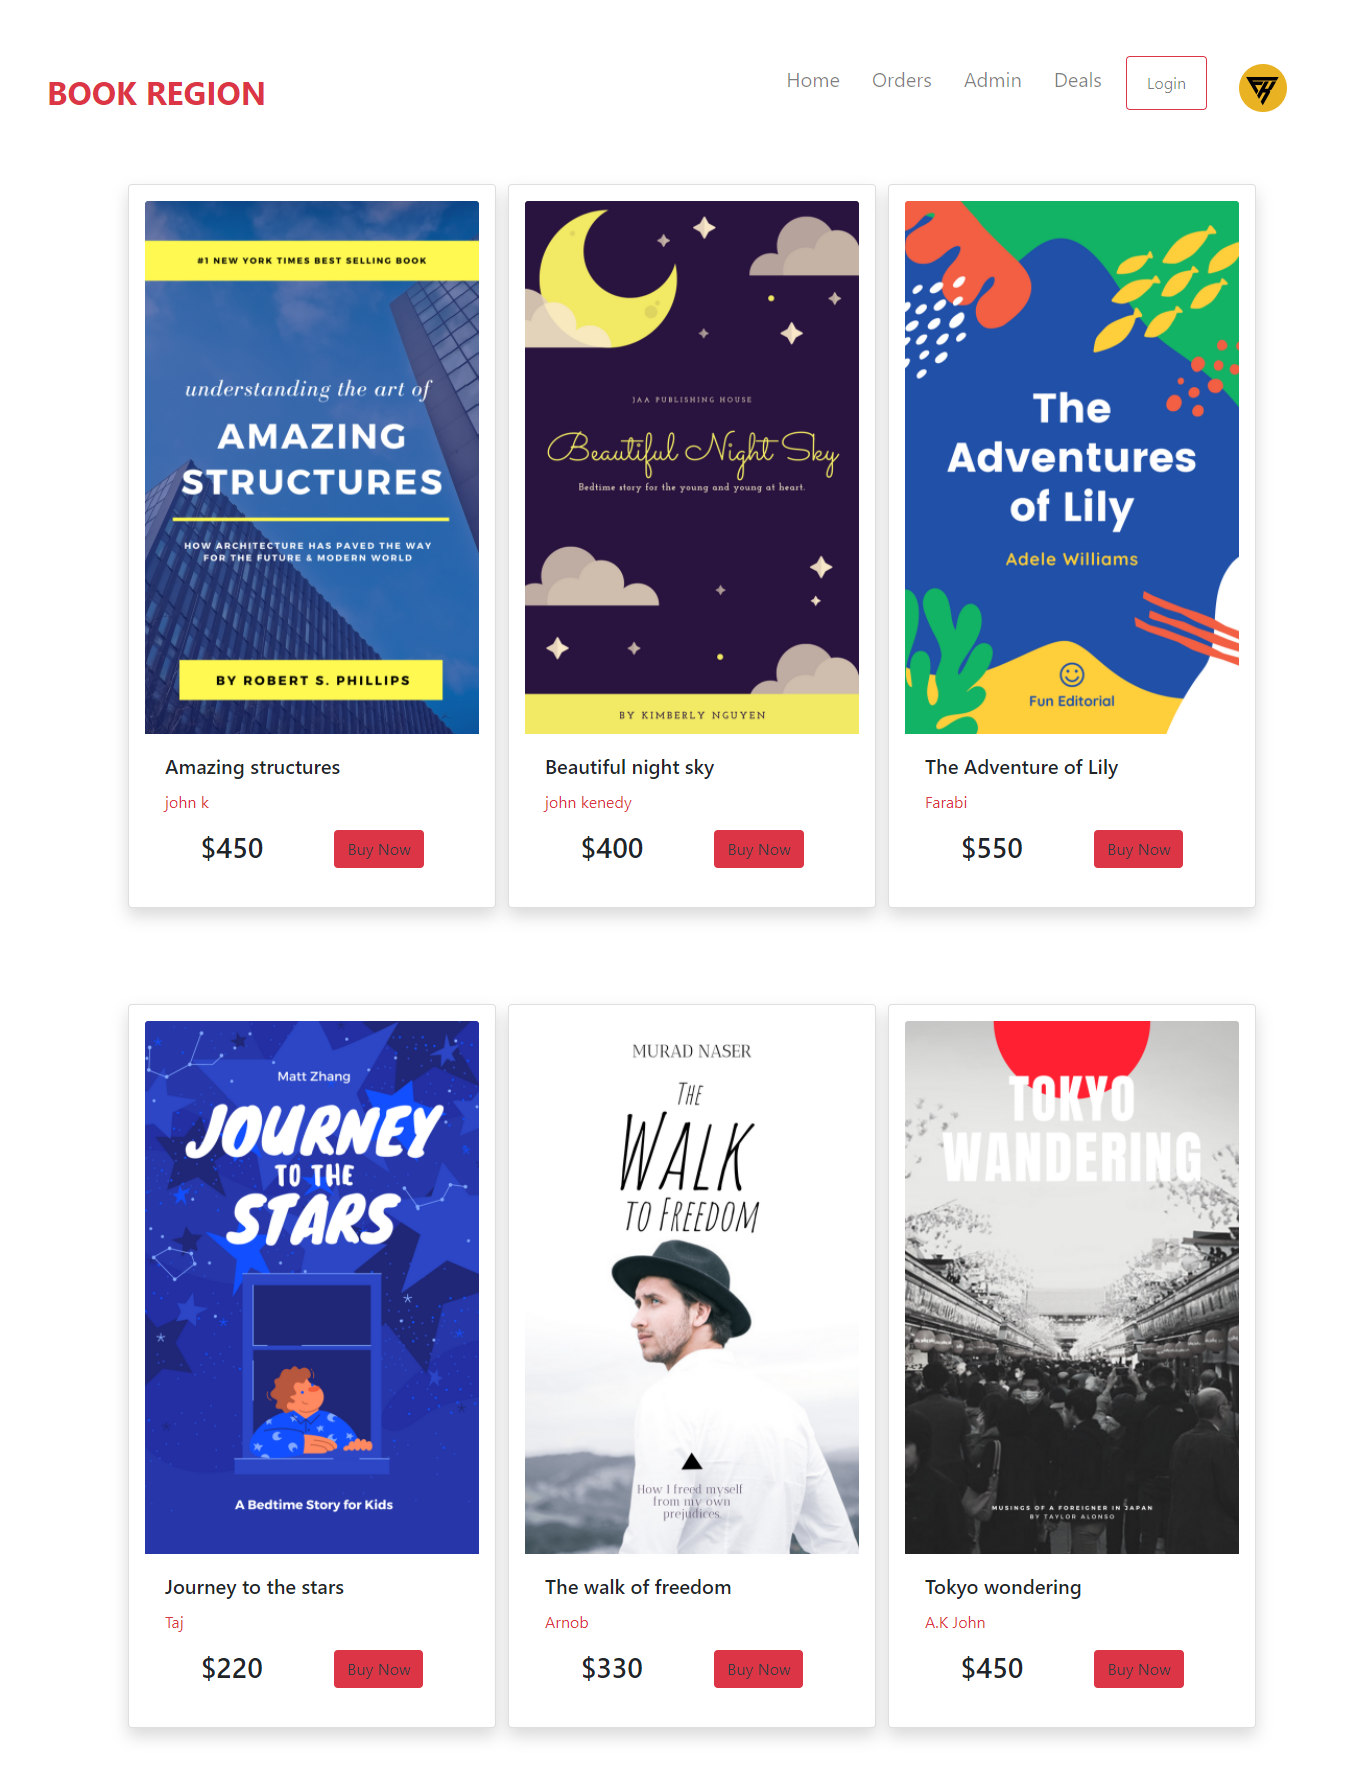 BOOK REGION
Home
Orders
Admin
Deals
Login
#1 NEW YORK TIMES BEST SELLING BOOK
understanding the art of
AMAZING
STRUCTURES
HOW ARCHITECTURE HAS PAVED THE WAY
FOR THE FUTURE & MODERN WORLD
BY ROBERT S. PHILLIPS
Amazing structures
john k
$450
Buy Now
JAA PUBLISHING HOUSE
Beautiful Night Sky
Bedtime story for the young and young at heart.
BY KIMBERLY NGUYEN
Beautiful night sky
john kenedy
$400
Buy Now
The
Adventures
of Lily
Adele Williams
Fun Editorial
The Adventure of Lily
Farabi
$550
Buy Now
Matt Zhang
JOURNEY
TO THE
STARS
A Bedtime Story for Kids
Journey to the stars
Taj
$220
Buy Now
MURAD NASER
THE
WALK
TO FREEDOM
How I freed myself
from my own
prejudices.
The walk of freedom
Arnob
$330
Buy Now
TOKYO
WANDERING
MUSINGS OF A FOREIGNER IN JAPAN
BY TAYLOR ALONSO
Tokyo wondering
A.K John
$450
Buy Now